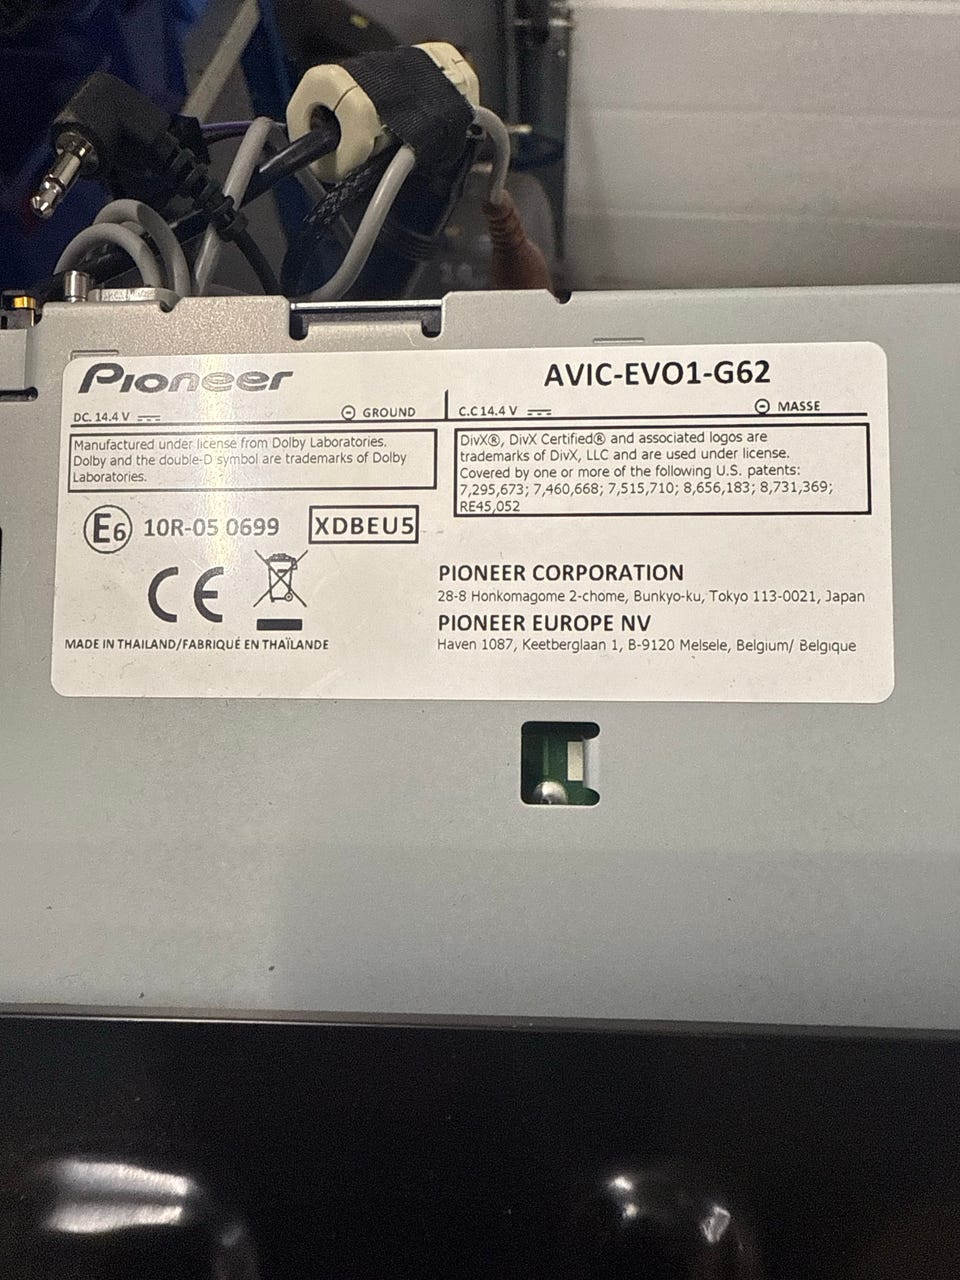 Pioneer
AVIC-EVO1-G62
DC. 14.4 V
GROUND
C.C 14.4 V
MASSE
Manufactured under license from Dolby Laboratories.
Dolby and the double-D symbol are trademarks of Dolby
Laboratories.
DivX®, DivX Certified® and associated logos are
trademarks of DivX, LLC and are used under license.
Covered by one or more of the following U.S. patents:
7,295,673; 7,460,668; 7,515,710; 8,656,183; 8,731,369;
RE45,052
E6 10R-05 0699 XDBEU5
CE
MADE IN THAILAND/FABRIQUÉ EN THAÏLANDE
PIONEER CORPORATION
28-8 Honkomagome 2-chome, Bunkyo-ku, Tokyo 113-0021, Japan
PIONEER EUROPE NV
Haven 1087, Keetberglaan 1, B-9120 Melsele, Belgium/ Belgique